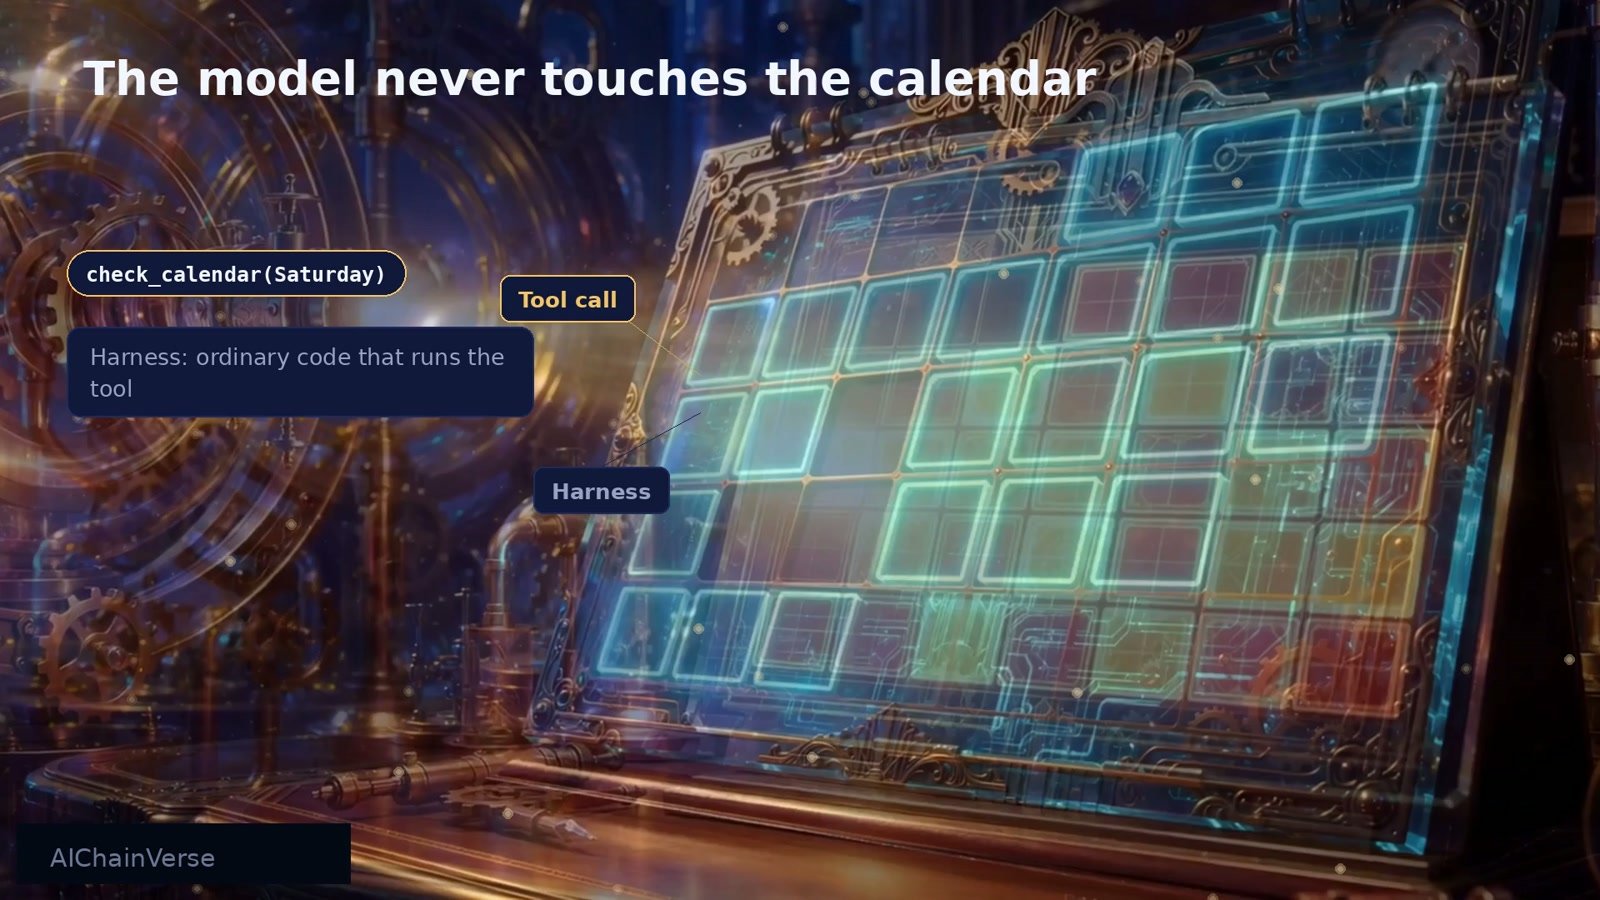 The model never touches the calendar
check_calendar(Saturday)
Tool call
Harness: ordinary code that runs the
tool
Harness
AIChainVerse